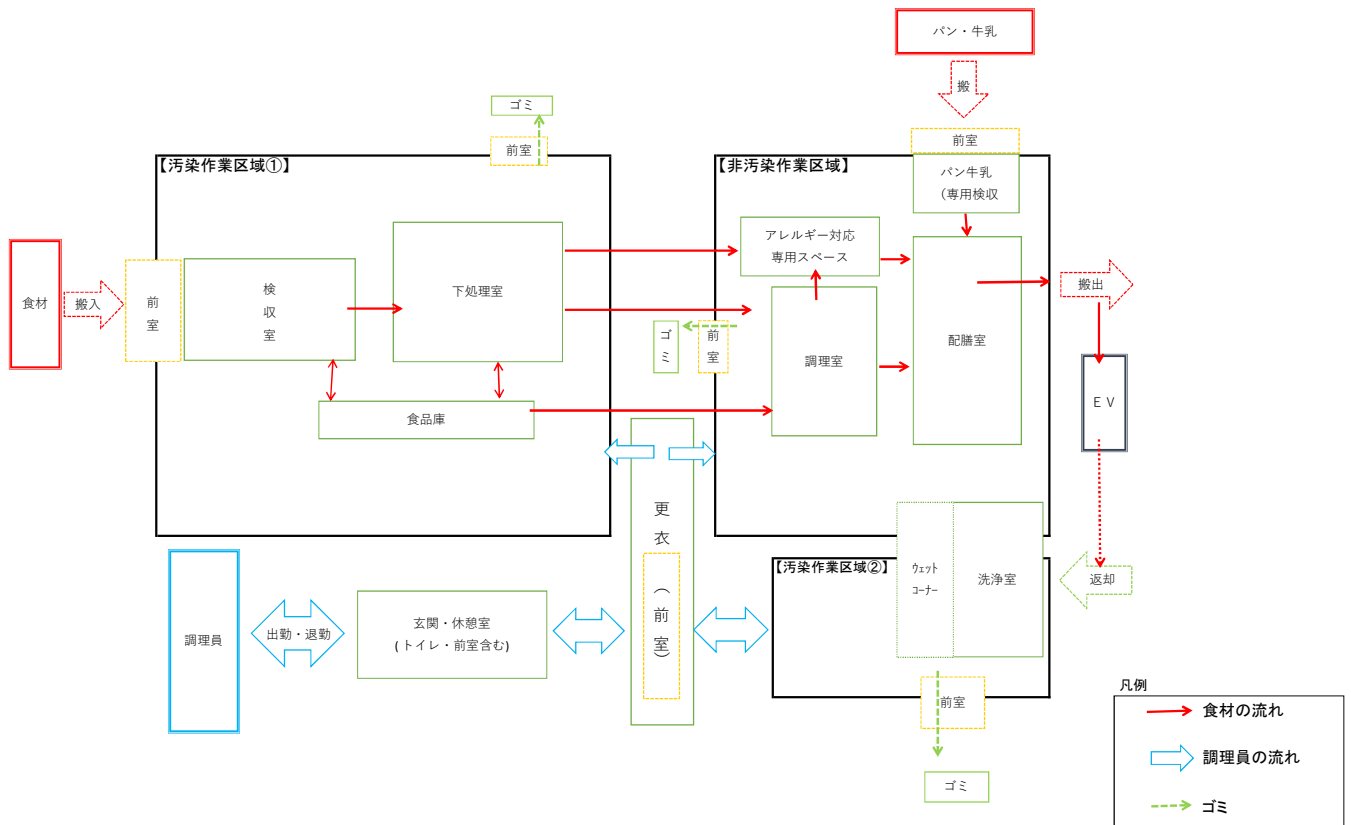 パン・牛乳
搬
ゴミ
前室
前室
【汚染作業区域①】
【非汚染作業区域】
パン牛乳
(専用検収
アレルギー対応
専用スペース
食材
搬入
前
室
検
収
室
下処理室
ゴ
ミ
前
室
調理室
配膳室
搬出
食品庫
ＥＶ
更
衣
（
前
室
）
【汚染作業区域②】
ｳｪｯﾄ
ｺｰﾅｰ
洗浄室
返却
調理員
出勤・退勤
玄関・休憩室
(トイレ・前室含む)
前室
ゴミ
凡例
食材の流れ
調理員の流れ
ゴミ